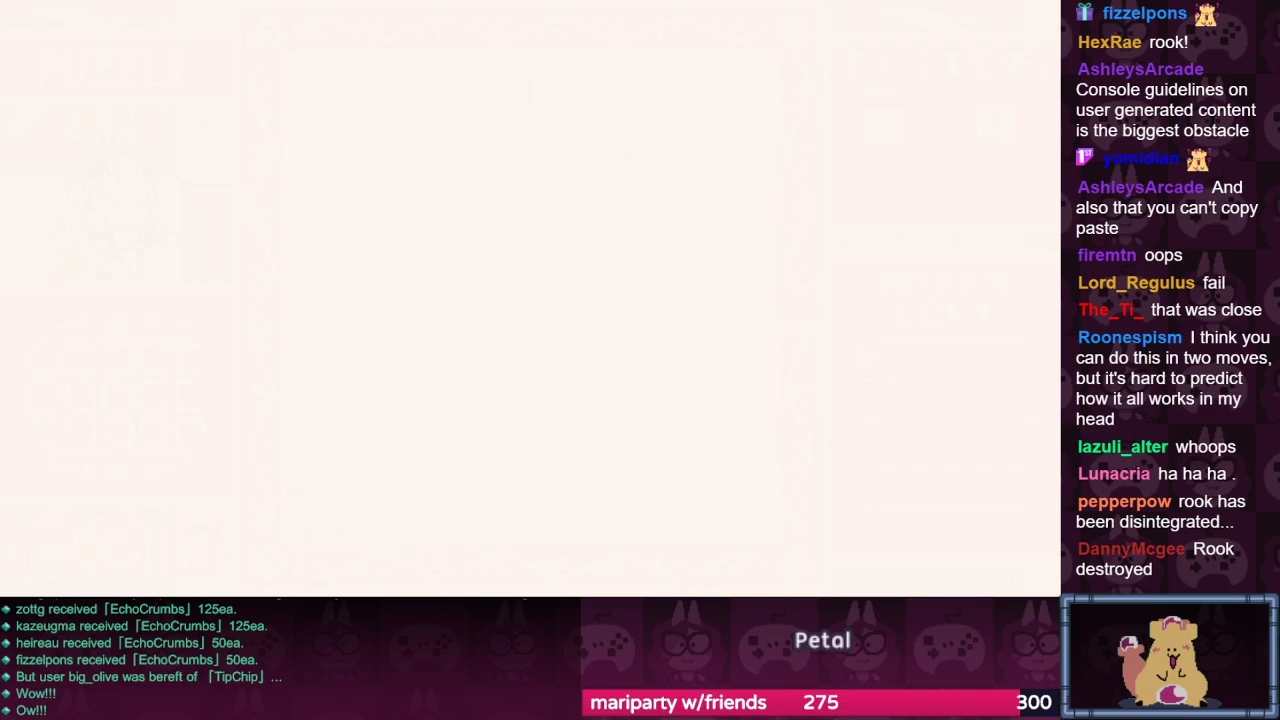 fizzelpons
HexRae rook!
AshleysArcade
Console guidelines on
user generated content
is the biggest obstacle
yomidian
AshleysArcade And
also that you can't copy
paste
firemtn oops
Lord_Regulus fail
The_Ti_ that was close
Roonespism I think you
can do this in two moves,
but it's hard to predict
how it all works in my
head
lazuli_alter whoops
Lunacria ha ha ha .
pepperpow rook has
been disintegrated...
DannyMcgee Rook
destroyed
zottg received「EchoCrumbs」125ea.
kazeugma received「EchoCrumbs」125ea.
heireau received「EchoCrumbs」50ea.
fizzelpons received「EchoCrumbs」50ea.
But user big_olive was bereft of 「TipChip」...
Wow!!!
Ow!!!
Petal
mariparty w/friends 275 300